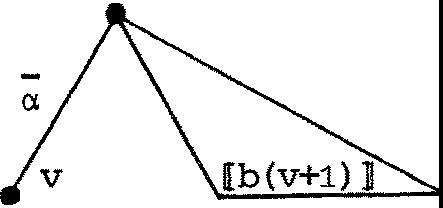 ᾱ
v
⟦b(v+1)⟧